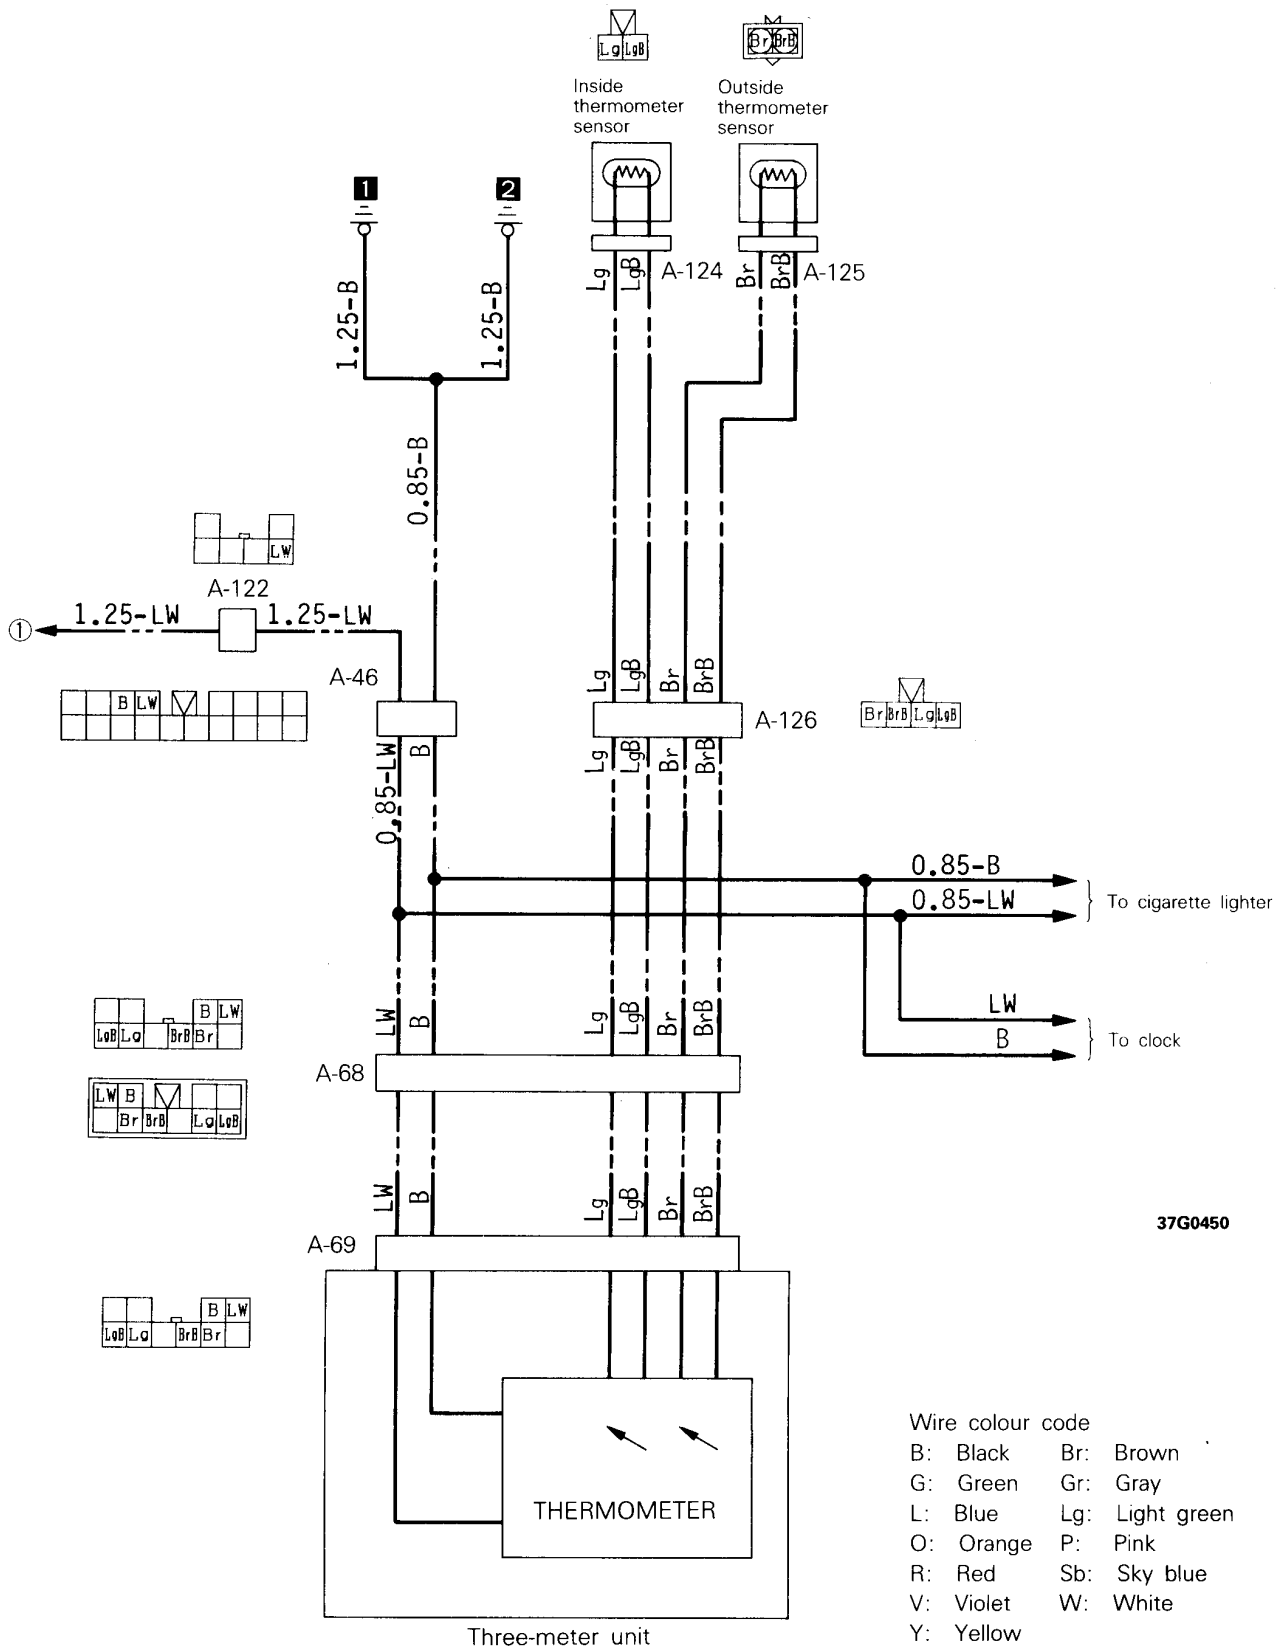 Lg LgB
Br BrB
Inside
thermometer
sensor
Outside
thermometer
sensor
1
2
Lg
LgB
A-124
Br
BrB
A-125
1.25-B
1.25-B
0.85-B
LW
A-122
① 1.25-LW 1.25-LW
A-46
Lg
LgB
Br
BrB
B LW
A-126
Br BrB Lg LgB
0.85-LW
B
Lg
LgB
Br
BrB
0.85-B
0.85-LW
To cigarette lighter
LW
B
To clock
B LW
LgB Lg BrB Br
LW
B
Lg
LgB
Br
BrB
A-68
LW B
Br BrB Lg LgB
LW
B
Lg
LgB
Br
BrB
37G0450
A-69
B LW
LgB Lg BrB Br
THERMOMETER
Three-meter unit
Wire colour code
B: Black Br: Brown
G: Green Gr: Gray
L: Blue Lg: Light green
O: Orange P: Pink
R: Red Sb: Sky blue
V: Violet W: White
Y: Yellow